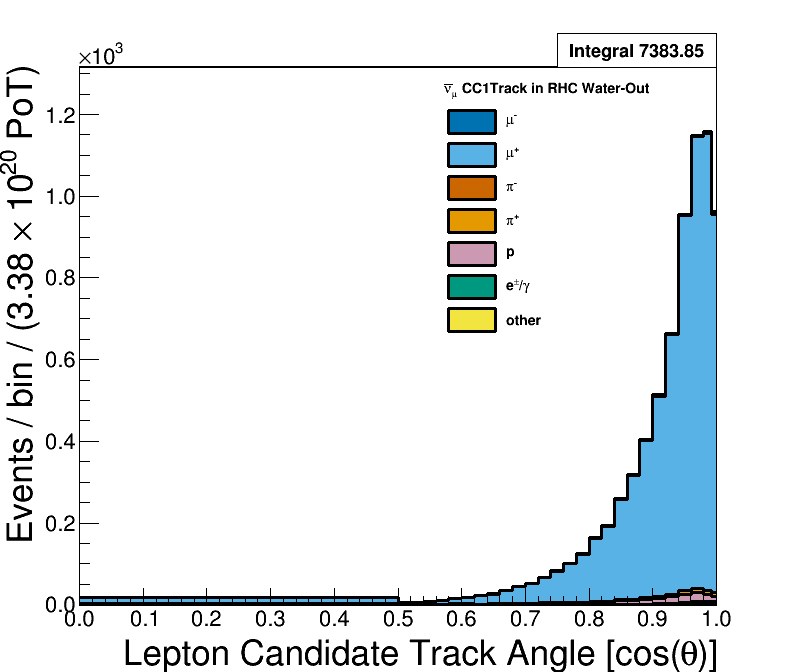 Integral 7383.85
×10³
ν̅μ CC1Track in RHC Water-Out
μ⁻
μ⁺
π⁻
π⁺
p
e±/γ
other
Events / bin / (3.38 × 10²⁰ PoT)
1.2
1.0
0.8
0.6
0.4
0.2
0.0
0.0 0.1 0.2 0.3 0.4 0.5 0.6 0.7 0.8 0.9 1.0
Lepton Candidate Track Angle [cos(θ)]